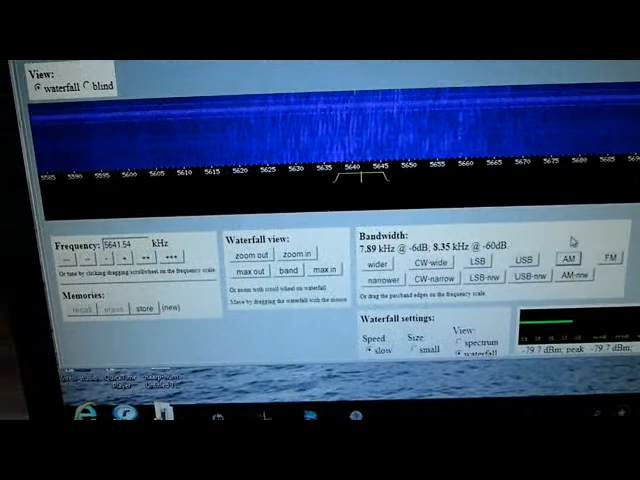 View:
waterfall blind
5585 5590 5595 5600 5605 5610 5615 5620 5625 5630 5635 5640 5645 5650 5655 5660 5665 5670 5675 5680 5685 569
Frequency: 5641.54 kHz
-- - + ++ +++
Or tune by clicking/dragging/scrollwheel on the frequency scale.
Memories:
recall erase store (new)
Waterfall view:
zoom out zoom in
max out band max in
Or zoom with scroll wheel on waterfall.
Move by dragging the waterfall with the mouse
Bandwidth:
7.89 kHz @ -6dB; 8.35 kHz @ -60dB.
wider CW-wide LSB USB AM FM
narrower CW-narrow LSB-nrw USB-nrw AM-nrw
Or drag the passband edges on the frequency scale.
Waterfall settings:
Speed Size View:
slow small spectrum
waterfall
-79.7 dBm; peak -79.7 dBm;
QuickTime
Player